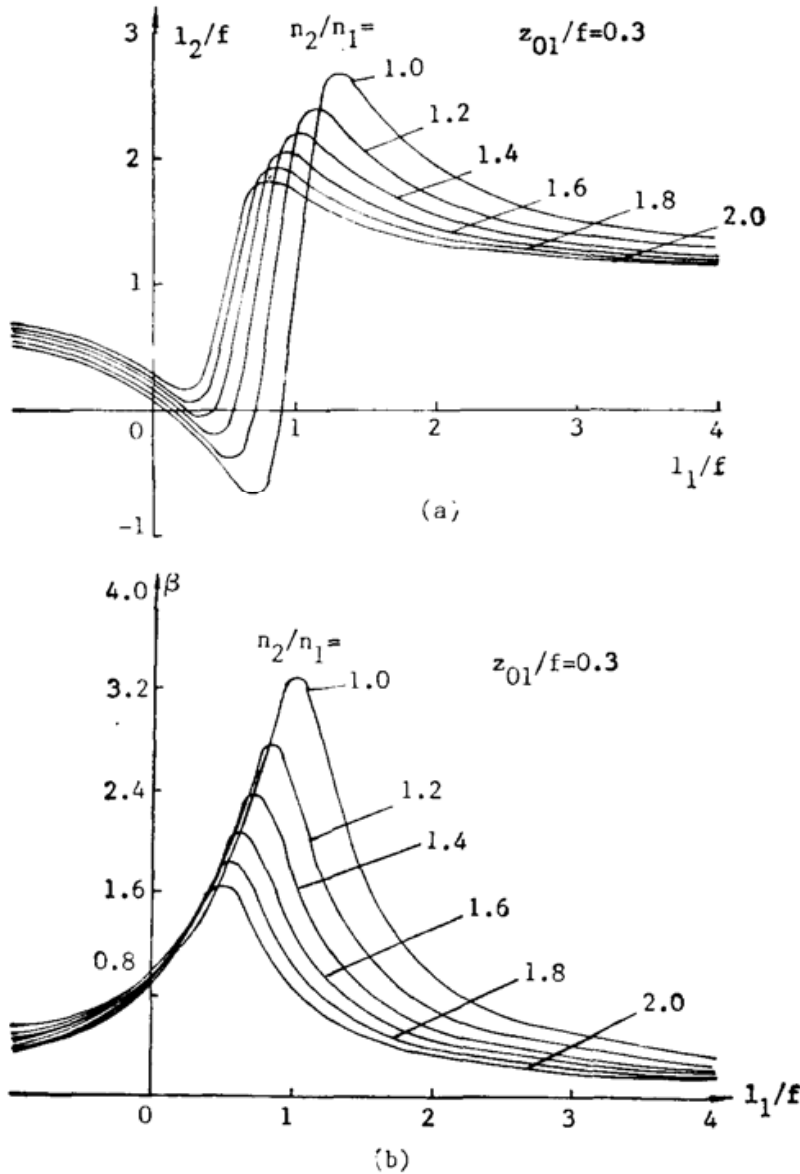 3 l₂/f n₂/n₁= z₀₁/f=0.3
1.0
1.2
2
1.4
1.6
1.8
2.0
1
0 1 2 3 4
l₁/f
-1
(a)
4.0 β
n₂/n₁= z₀₁/f=0.3
3.2 1.0
2.4
1.2
1.4
1.6
1.6
0.8 1.8
2.0
0 1 2 3 4 l₁/f
(b)